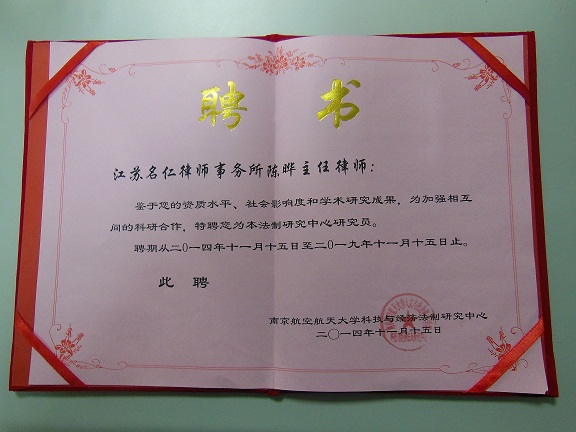 聘书
江苏名仁律师事务所陈晔主任律师：
鉴于您的资质水平、社会影响度和学术研究成果，为加强相互
间的科研合作，特聘您为本法制研究中心研究员。
聘期从二〇一四年十一月十五日至二〇一九年十一月十五日止。
此聘
南京航空航天大学科技与经济法制研究中心
二〇一四年十一月十五日